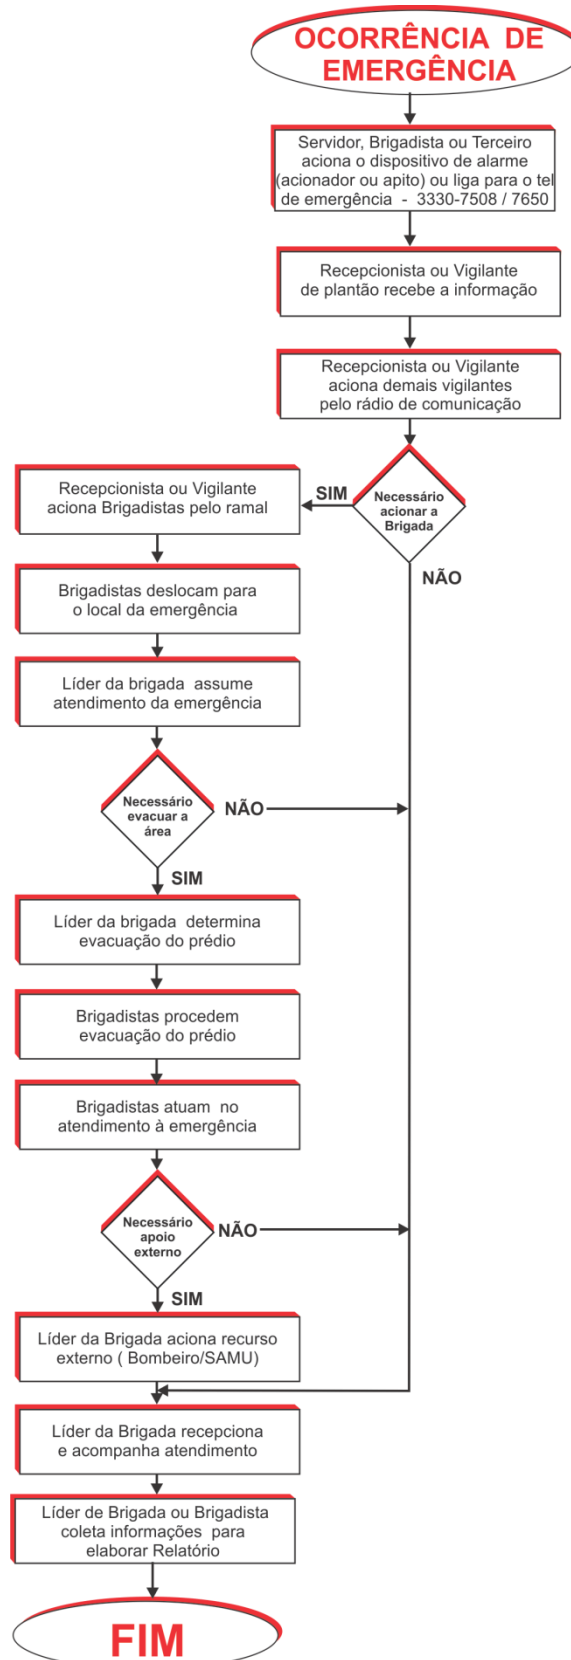 OCORRÊNCIA DE
EMERGÊNCIA
Servidor, Brigadista ou Terceiro
aciona o dispositivo de alarme
(acionador ou apito) ou liga para o tel
de emergência - 3330-7508 / 7650
Recepcionista ou Vigilante
de plantão recebe a informação
Recepcionista ou Vigilante
aciona demais vigilantes
pelo rádio de comunicação
Necessário
acionar a
Brigada
SIM
NÃO
Recepcionista ou Vigilante
aciona Brigadistas pelo ramal
Brigadistas deslocam para
o local da emergência
Líder da brigada assume
atendimento da emergência
Necessário
evacuar a
área
NÃO
SIM
Líder da brigada determina
evacuação do prédio
Brigadistas procedem
evacuação do prédio
Brigadistas atuam no
atendimento à emergência
Necessário
apoio
externo
NÃO
SIM
Líder da Brigada aciona recurso
externo ( Bombeiro/SAMU)
Líder da Brigada recepciona
e acompanha atendimento
Líder de Brigada ou Brigadista
coleta informações para
elaborar Relatório
FIM